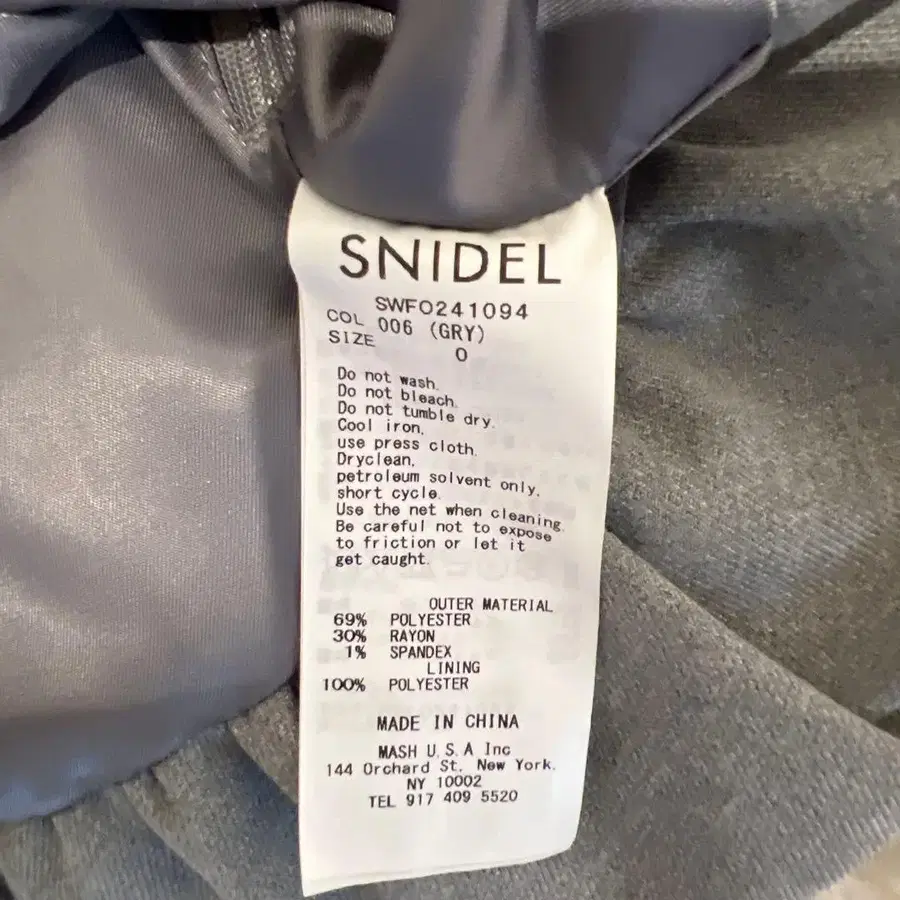 SNIDEL
SWFO241094
COL 006 (GRY)
SIZE 0
Do not wash.
Do not bleach.
Do not tumble dry.
Cool iron,
use press cloth.
Dryclean,
petroleum solvent only,
short cycle.
Use the net when cleaning.
Be careful not to expose
to friction or let it
get caught.
OUTER MATERIAL
69% POLYESTER
30% RAYON
1% SPANDEX
LINING
100% POLYESTER
MADE IN CHINA
MASH U.S.A Inc
144 Orchard St. New York,
NY 10002
TEL 917 409 5520